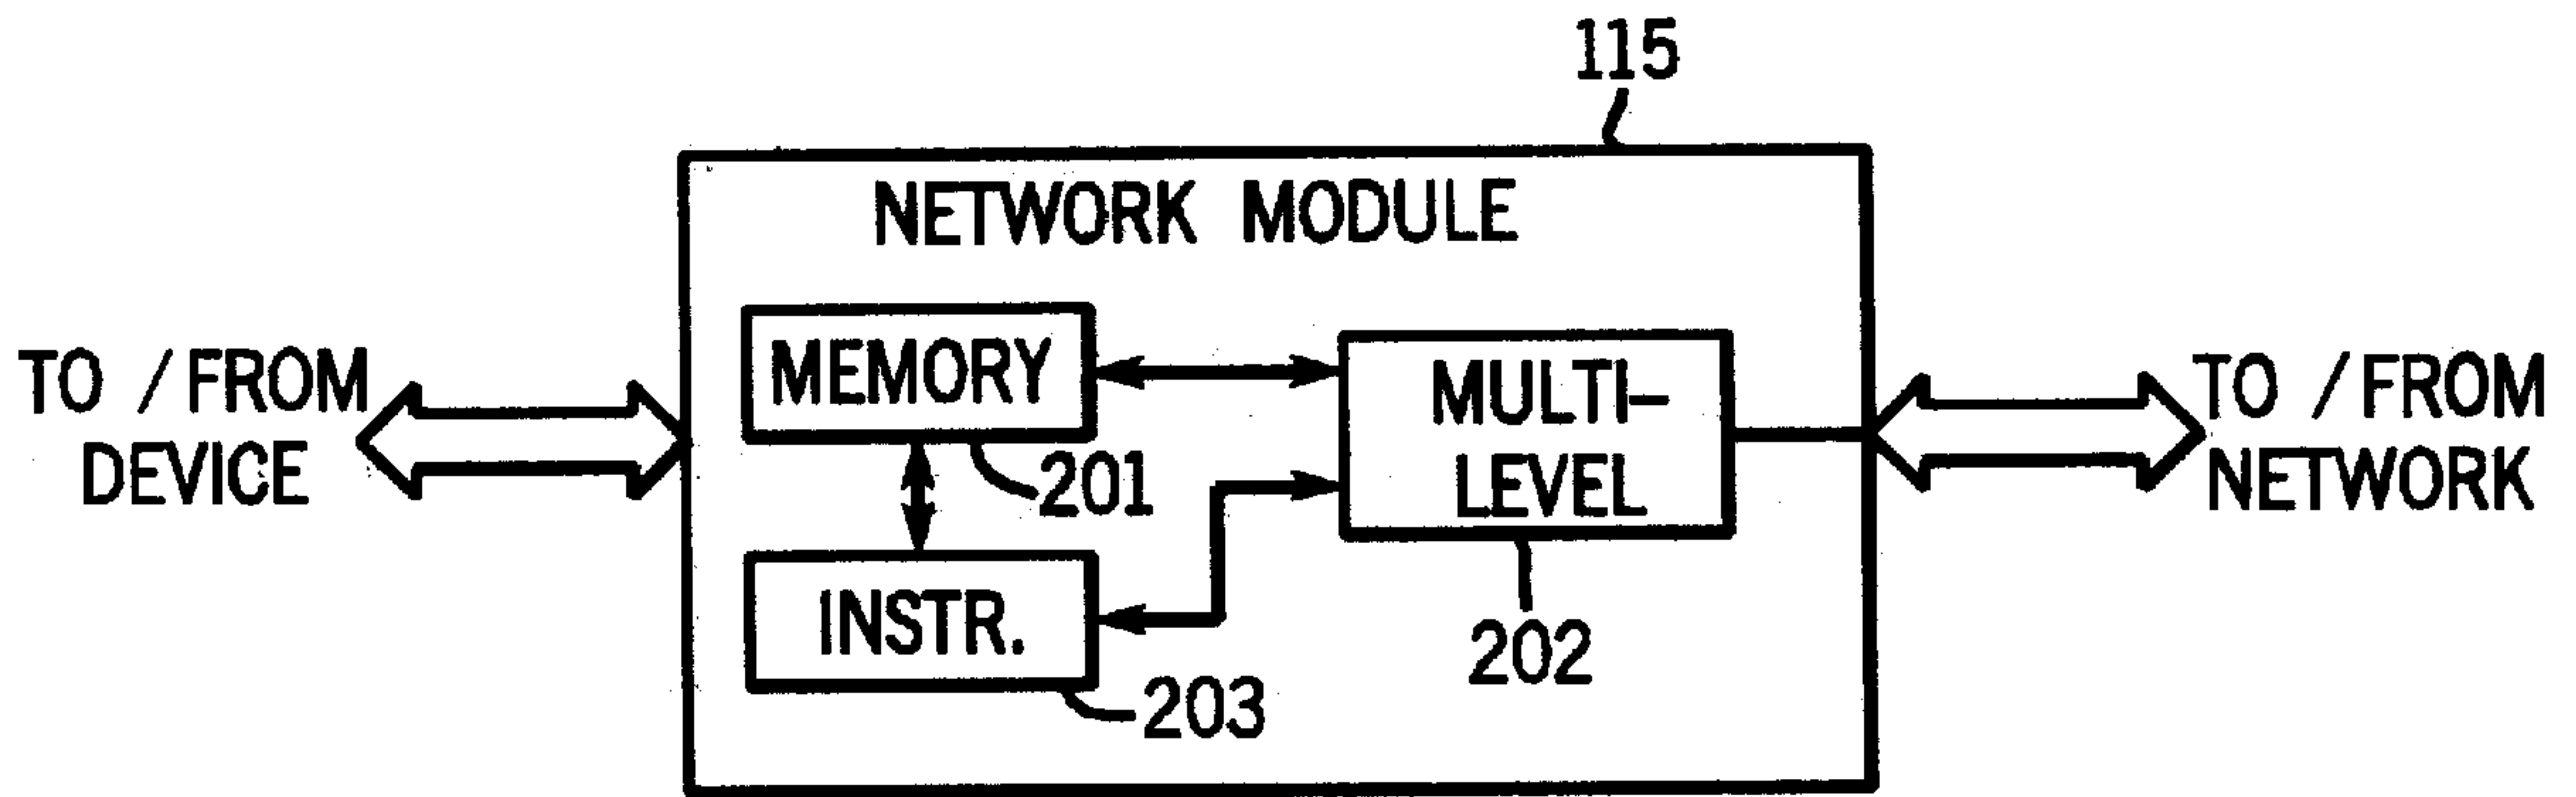 115
NETWORK MODULE
TO / FROM
DEVICE
MEMORY
201
INSTR.
203
MULTI-
LEVEL
202
TO / FROM
NETWORK